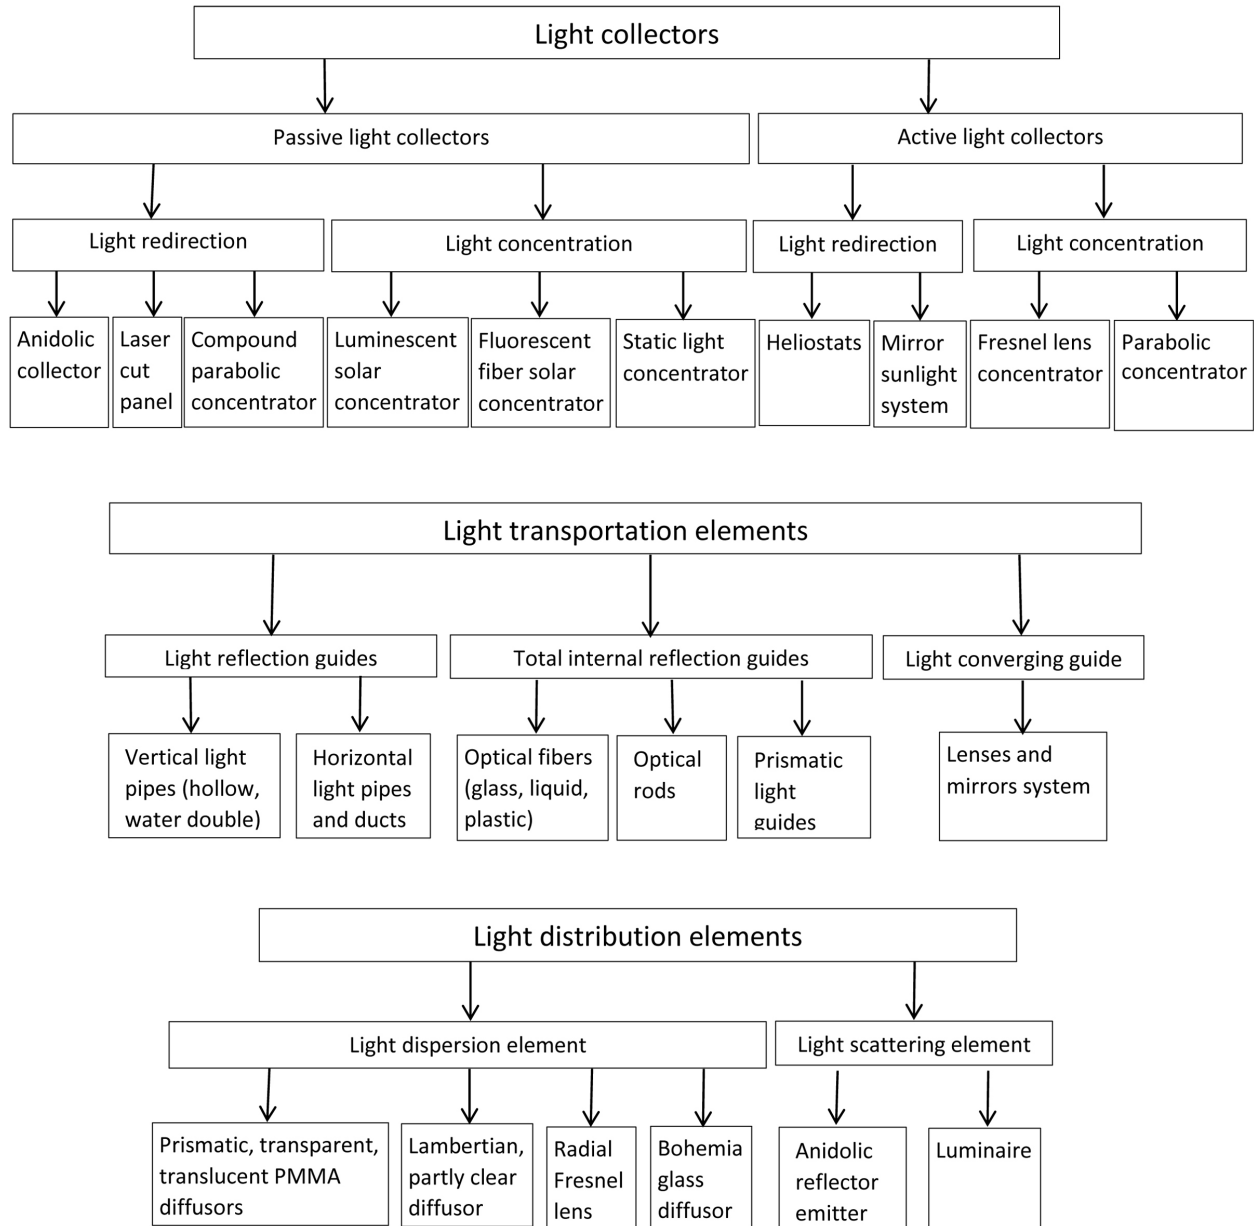 Light collectors
Passive light collectors
Active light collectors
Light redirection
Light concentration
Light redirection
Light concentration
Anidolic
collector
Laser
cut
panel
Compound
parabolic
concentrator
Luminescent
solar
concentrator
Fluorescent
fiber solar
concentrator
Static light
concentrator
Heliostats
Mirror
sunlight
system
Fresnel lens
concentrator
Parabolic
concentrator
Light transportation elements
Light reflection guides
Total internal reflection guides
Light converging guide
Vertical light
pipes (hollow,
water double)
Horizontal
light pipes
and ducts
Optical fibers
(glass, liquid,
plastic)
Optical
rods
Prismatic
light
guides
Lenses and
mirrors system
Light distribution elements
Light dispersion element
Light scattering element
Prismatic, transparent,
translucent PMMA
diffusors
Lambertian,
partly clear
diffusor
Radial
Fresnel
lens
Bohemia
glass
diffusor
Anidolic
reflector
emitter
Luminaire